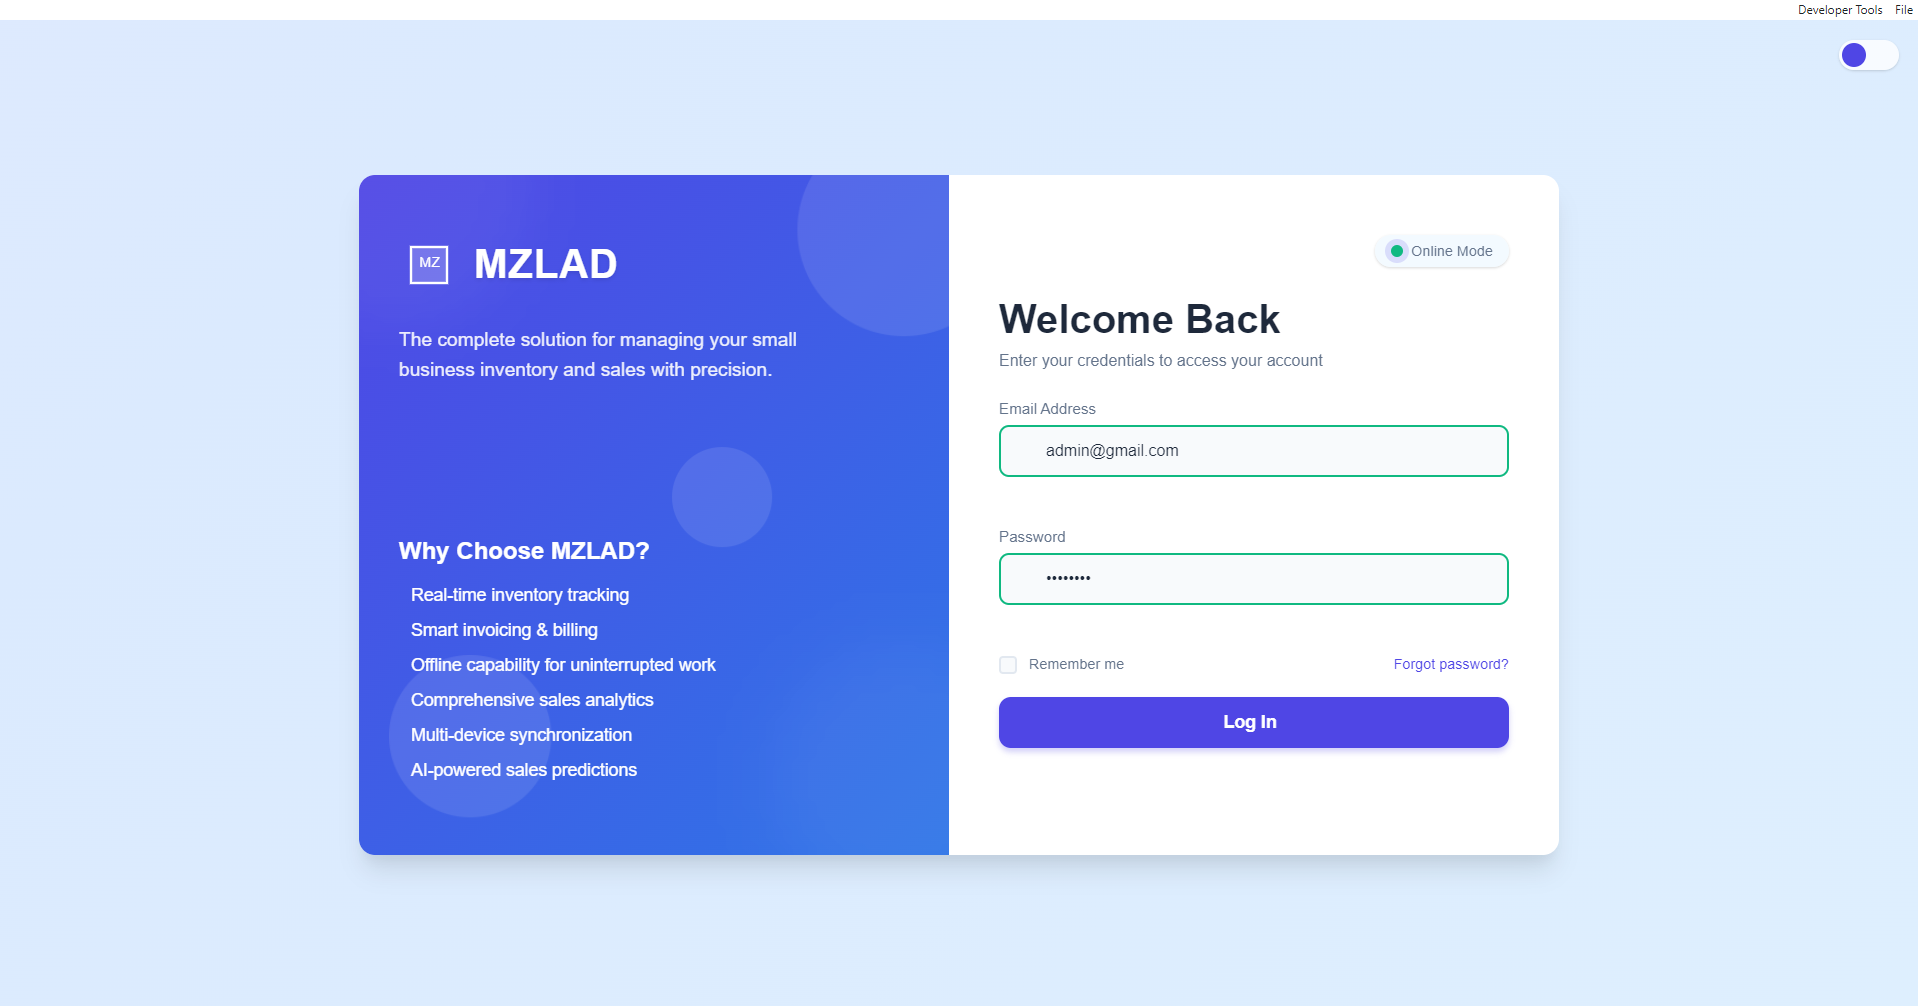 Developer Tools File
MZ
MZLAD
The complete solution for managing your small
business inventory and sales with precision.
Why Choose MZLAD?
Real-time inventory tracking
Smart invoicing & billing
Offline capability for uninterrupted work
Comprehensive sales analytics
Multi-device synchronization
AI-powered sales predictions
Online Mode
Welcome Back
Enter your credentials to access your account
Email Address
admin@gmail.com
Password
••••••••
Remember me
Forgot password?
Log In